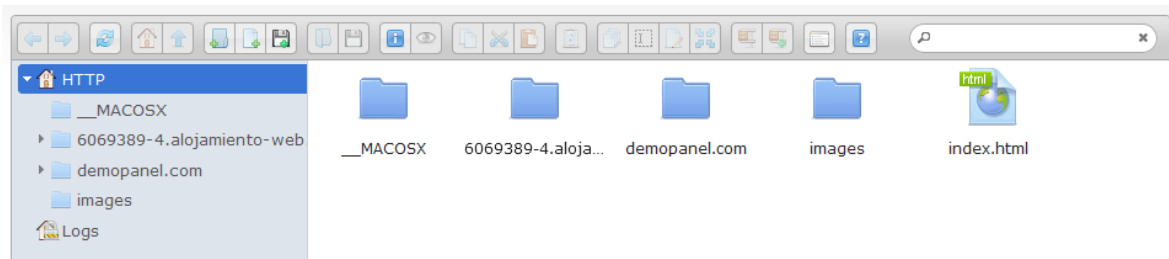 HTTP
__MACOSX
6069389-4.alojamiento-web
demopanel.com
images
Logs
__MACOSX
6069389-4.aloja...
demopanel.com
images
html
index.html